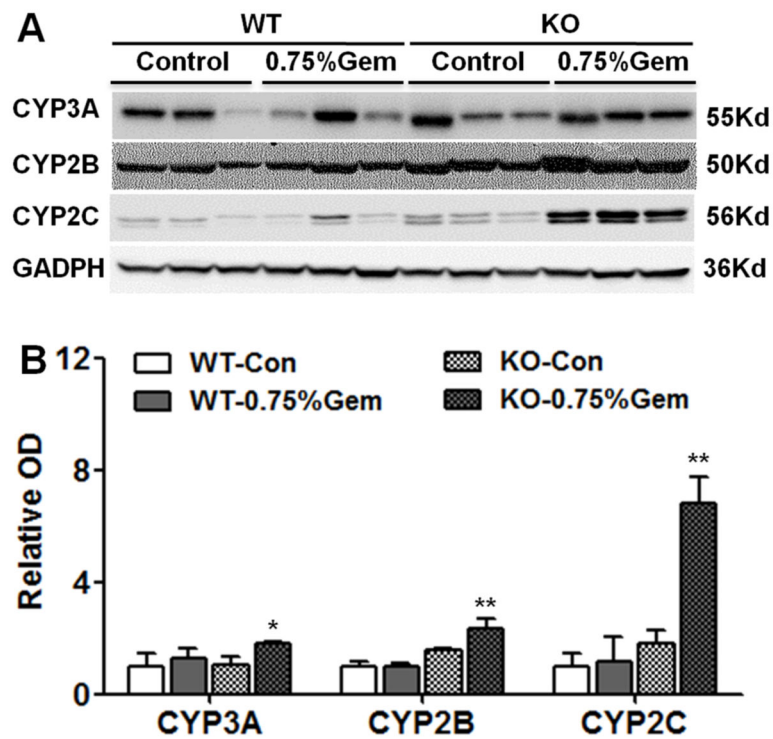 A
WT KO
Control 0.75%Gem Control 0.75%Gem
CYP3A 55Kd
CYP2B 50Kd
CYP2C 56Kd
GADPH 36Kd
B
12
WT-Con KO-Con
WT-0.75%Gem KO-0.75%Gem
8
**
Relative OD
4
* **
0
CYP3A CYP2B CYP2C